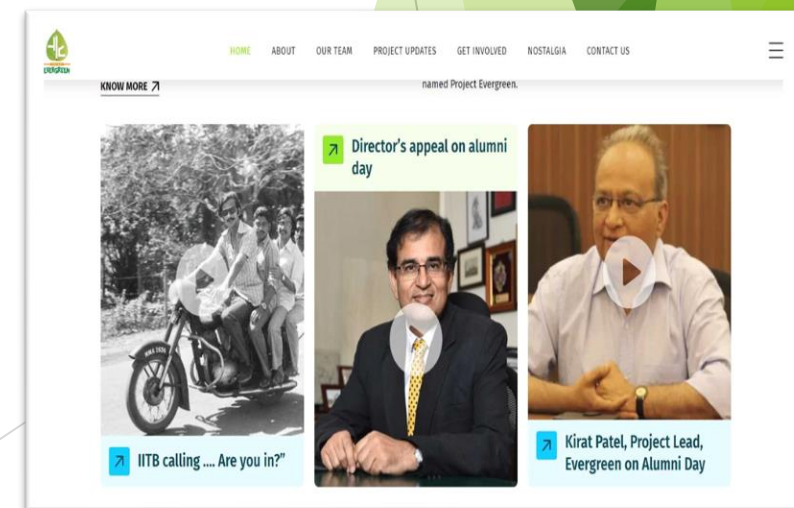 EVERGREEN
HOME ABOUT OUR TEAM PROJECT UPDATES GET INVOLVED NOSTALGIA CONTACT US
KNOW MORE
named Project Evergreen.
Director's appeal on alumni
day
IITB calling .... Are you in?"
Kirat Patel, Project Lead,
Evergreen on Alumni Day